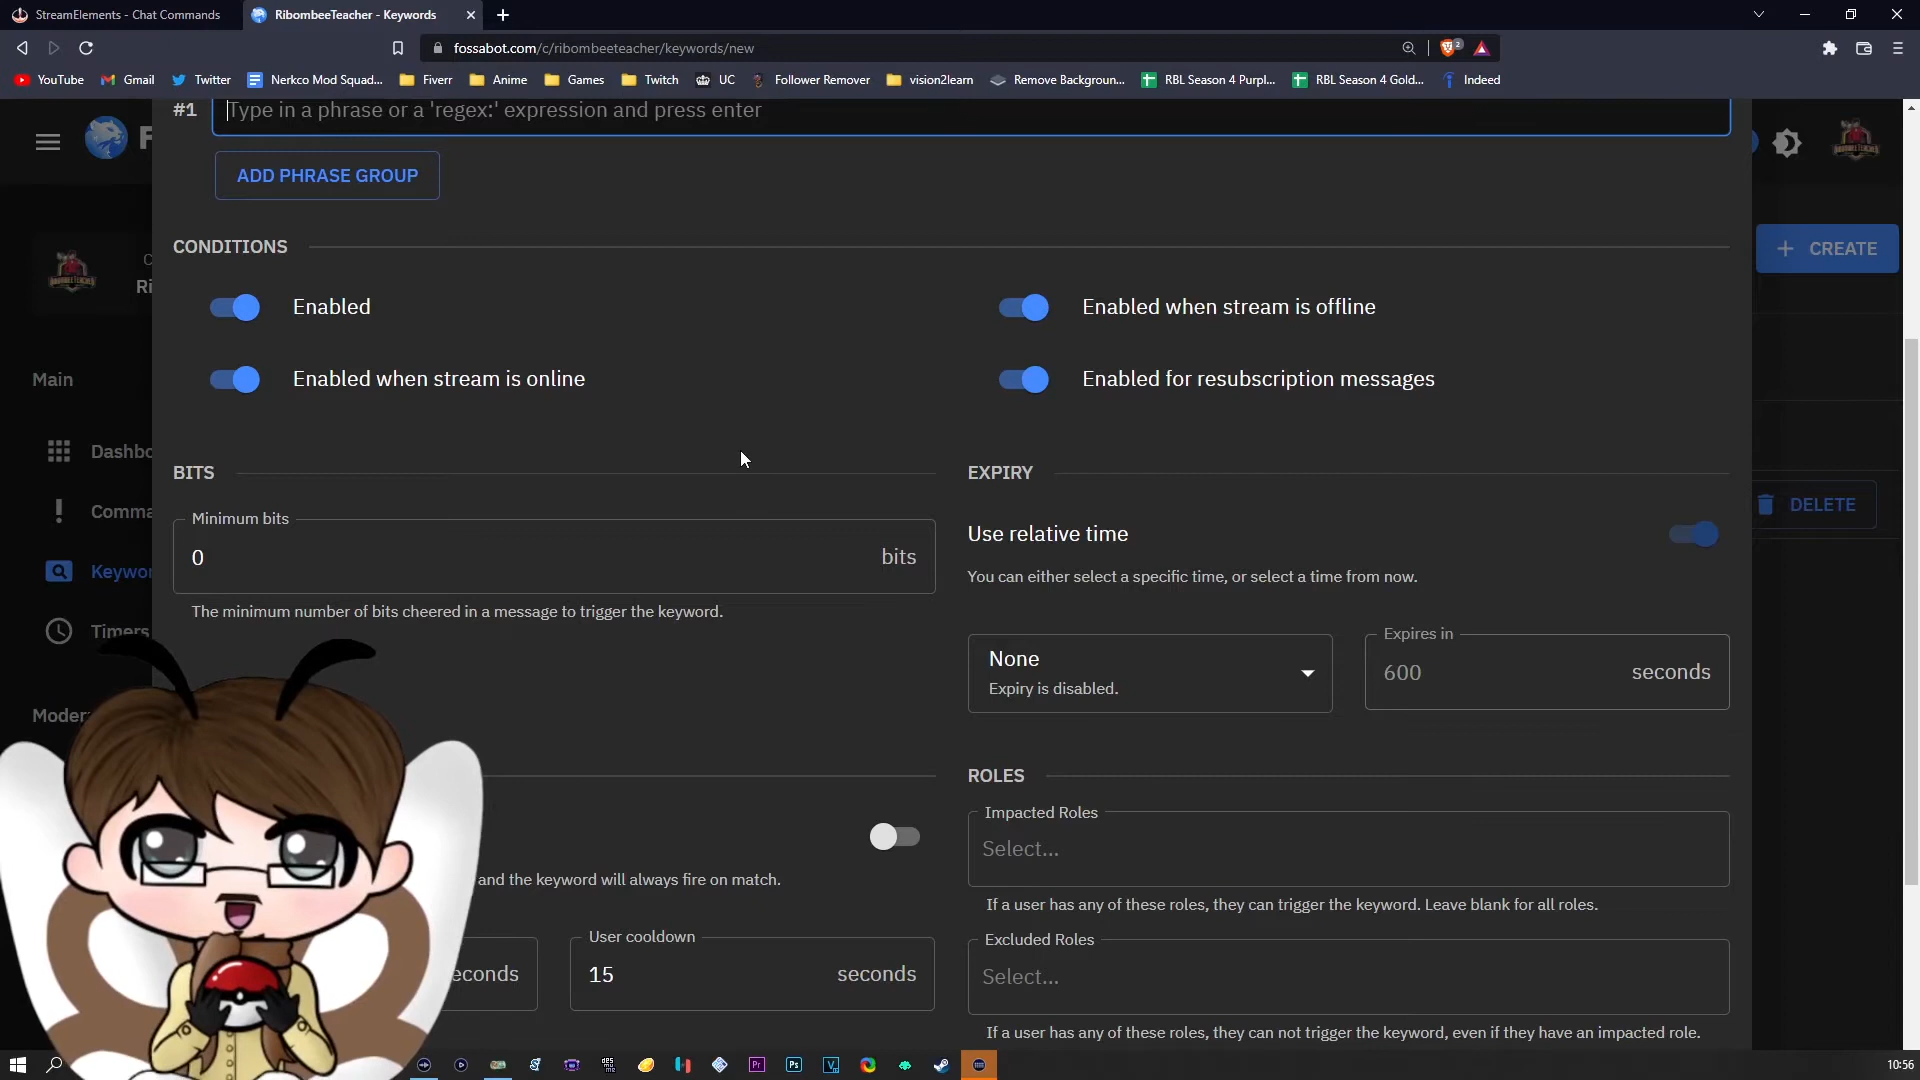 StreamElements - Chat Commands
RibombeeTeacher - Keywords
fossabot.com/c/ribombeeteacher/keywords/new
YouTube Gmail Twitter Nerkco Mod Squad... Fiverr Anime Games Twitch UC Follower Remover vision2learn Remove Backgroun... RBL Season 4 Purpl... RBL Season 4 Gold... Indeed
#1 Type in a phrase or a 'regex:' expression and press enter
F
ADD PHRASE GROUP
CONDITIONS
CREATE
C
Ri
Enabled
Enabled when stream is offline
Main
Enabled when stream is online
Enabled for resubscription messages
Dashbo
BITS
EXPIRY
Comma
DELETE
Minimum bits
0 bits
The minimum number of bits cheered in a message to trigger the keyword.
Use relative time
You can either select a specific time, or select a time from now.
Keywor
Timers
None
Expiry is disabled.
Expires in
600 seconds
Moder
ROLES
Impacted Roles
Select...
and the keyword will always fire on match.
If a user has any of these roles, they can trigger the keyword. Leave blank for all roles.
econds
User cooldown
15 seconds
Excluded Roles
Select...
If a user has any of these roles, they can not trigger the keyword, even if they have an impacted role.
10:56